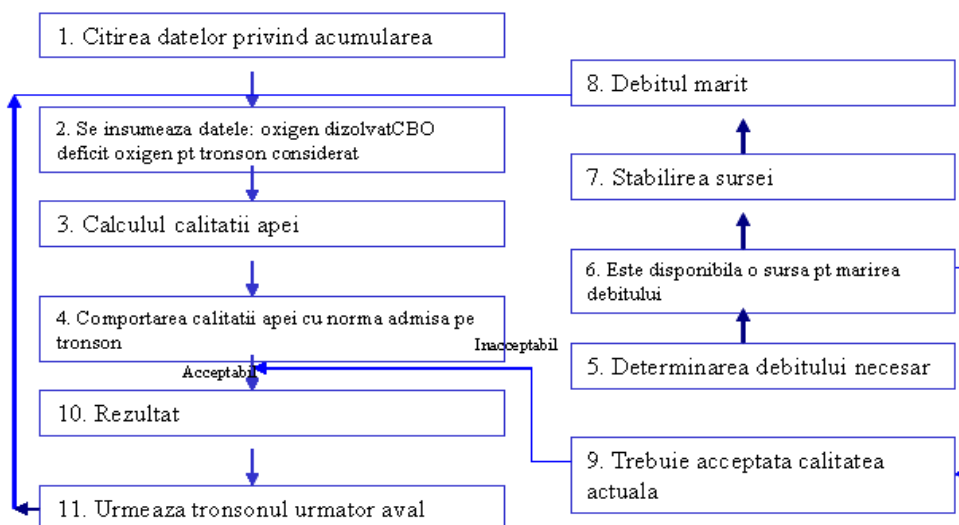 1. Citirea datelor privind acumularea
2. Se insumeaza datele: oxigen dizolvatCBO
deficit oxigen pt tronson considerat
3. Calculul calitatii apei
4. Comportarea calitatii apei cu norma admisa pe
tronson
Inacceptabil
Acceptabil
10. Rezultat
11. Urmeaza tronsonul urmator aval
8. Debitul marit
7. Stabilirea sursei
6. Este disponibila o sursa pt marirea
debitului
5. Determinarea debitului necesar
9. Trebuie acceptata calitatea
actuala